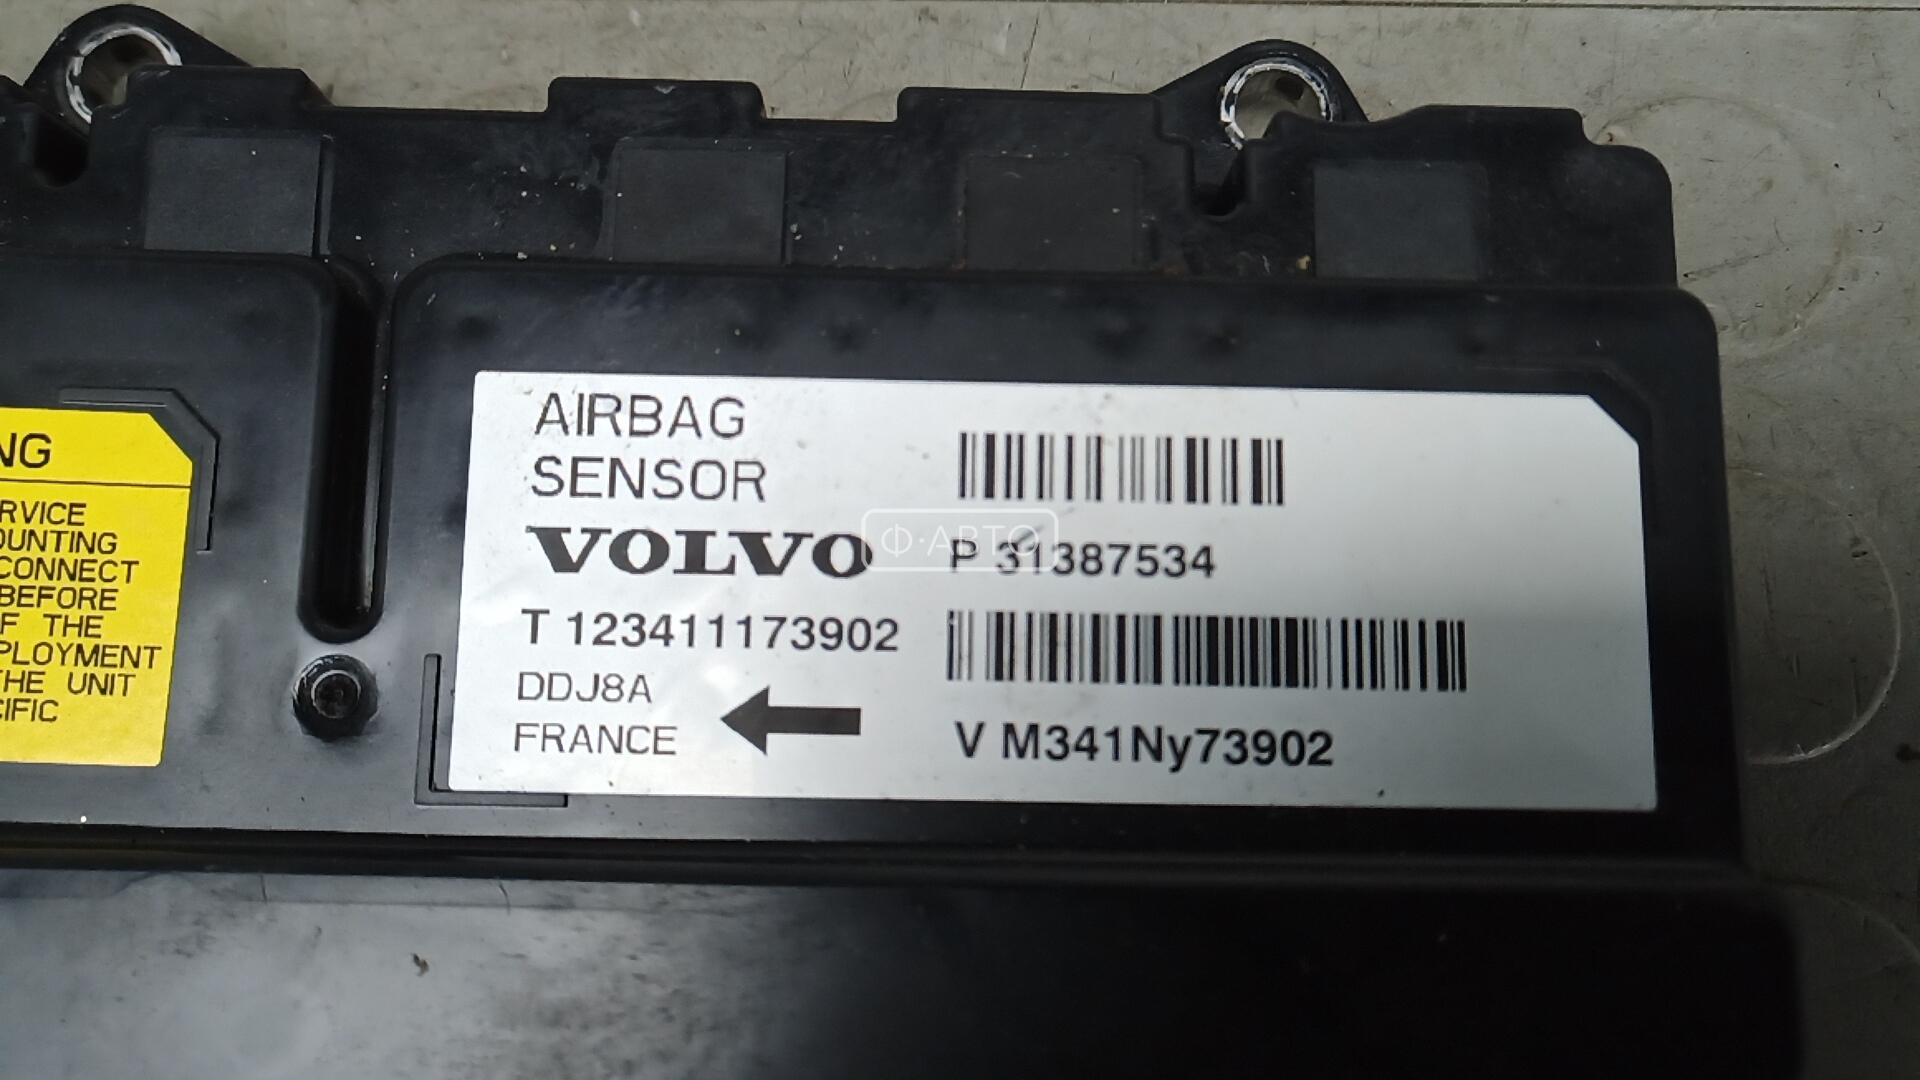 AIRBAG
SENSOR
VOLVO
P 31387534
T 123411173902
DDJ8A
FRANCE
V M341Ny73902
Ф·АВТО
NG
RVICE
OUNTING
CONNECT
BEFORE
F THE
PLOYMENT
THE UNIT
CIFIC